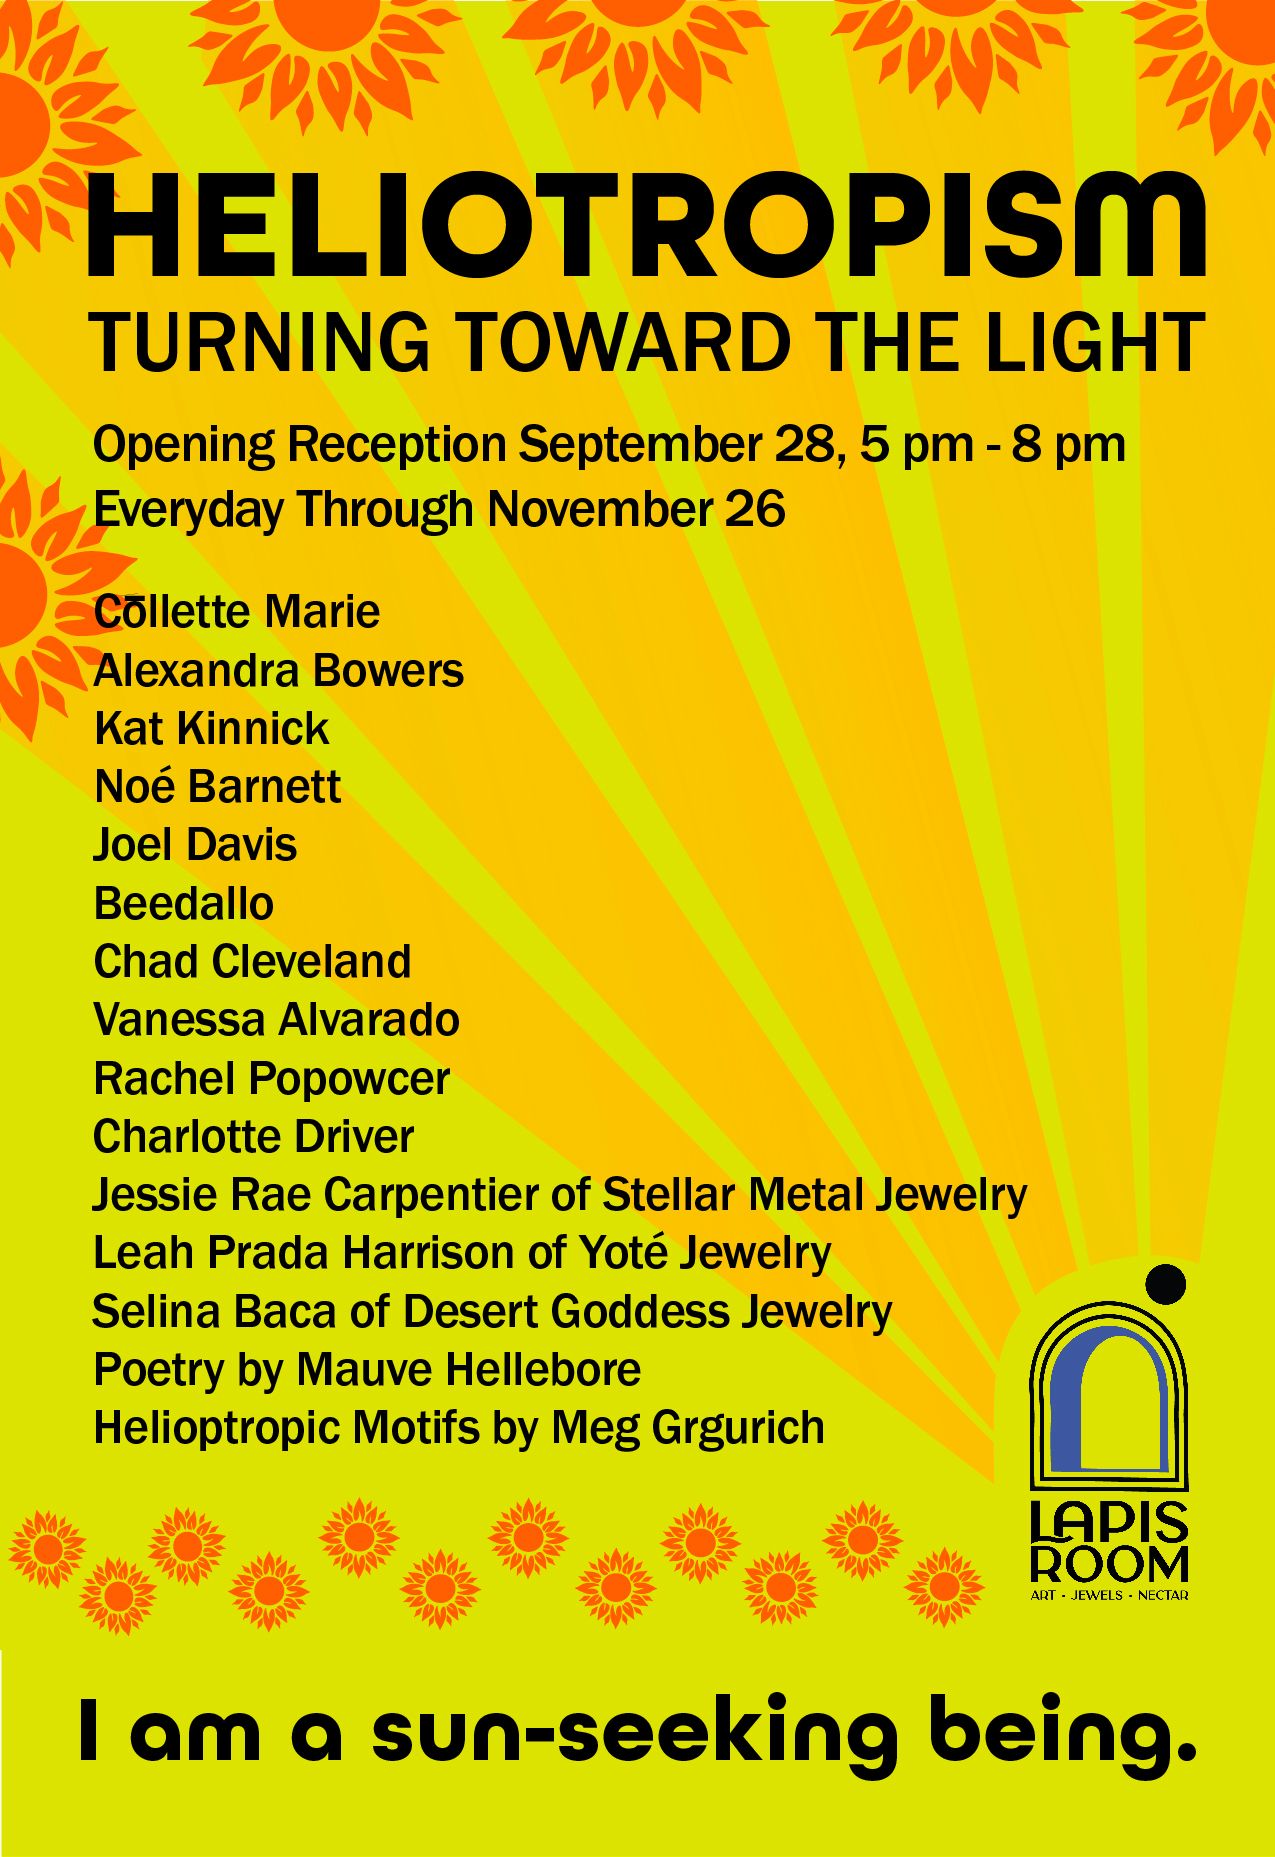 HELIOTROPISM
TURNING TOWARD THE LIGHT
Opening Reception September 28, 5 pm - 8 pm
Everyday Through November 26
Cōllette Marie
Alexandra Bowers
Kat Kinnick
Noé Barnett
Joel Davis
Beedallo
Chad Cleveland
Vanessa Alvarado
Rachel Popowcer
Charlotte Driver
Jessie Rae Carpentier of Stellar Metal Jewelry
Leah Prada Harrison of Yoté Jewelry
Selina Baca of Desert Goddess Jewelry
Poetry by Mauve Hellebore
Helioptropic Motifs by Meg Grgurich
LAPIS
ROOM
ART · JEWELS · NECTAR
I am a sun-seeking being.